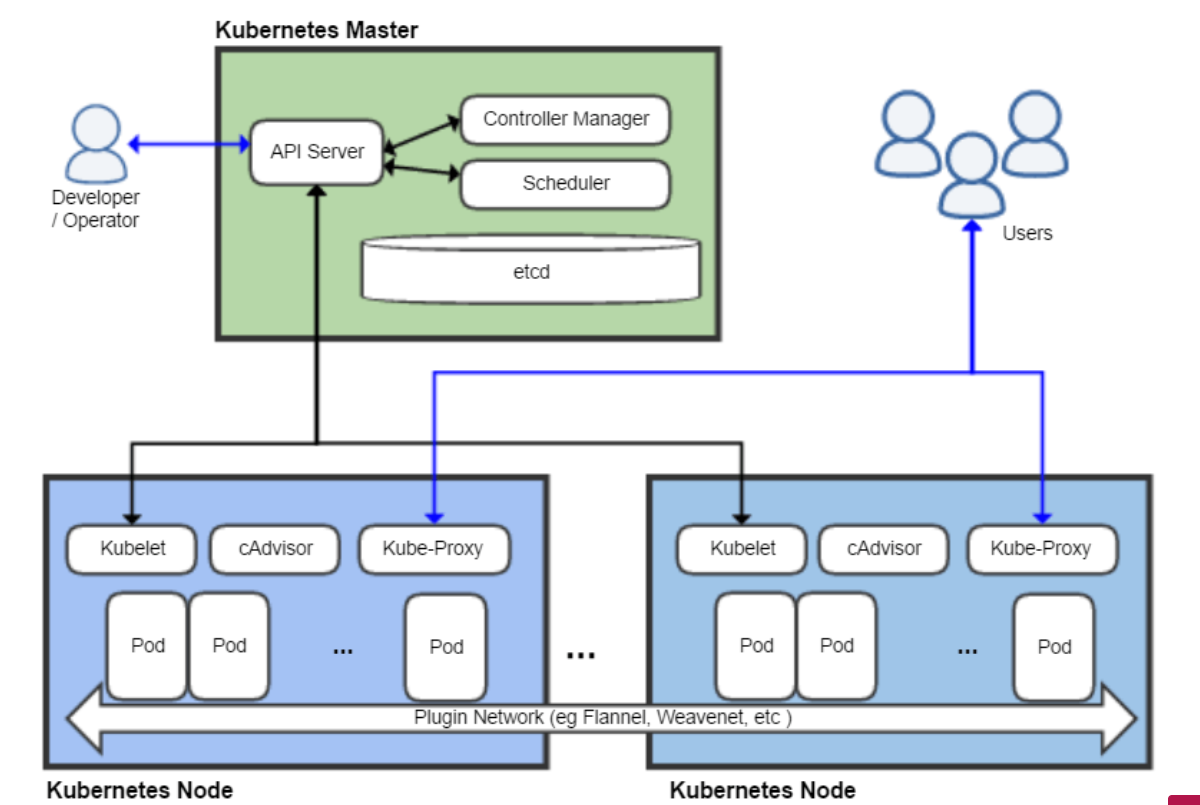 Kubernetes Master
Controller Manager
API Server
Scheduler
etcd
Developer
/ Operator
Users
Kubelet
cAdvisor
Kube-Proxy
Kubelet
cAdvisor
Kube-Proxy
Pod
Pod
...
Pod
...
Pod
Pod
...
Pod
Plugin Network (eg Flannel, Weavenet, etc )
Kubernetes Node
Kubernetes Node